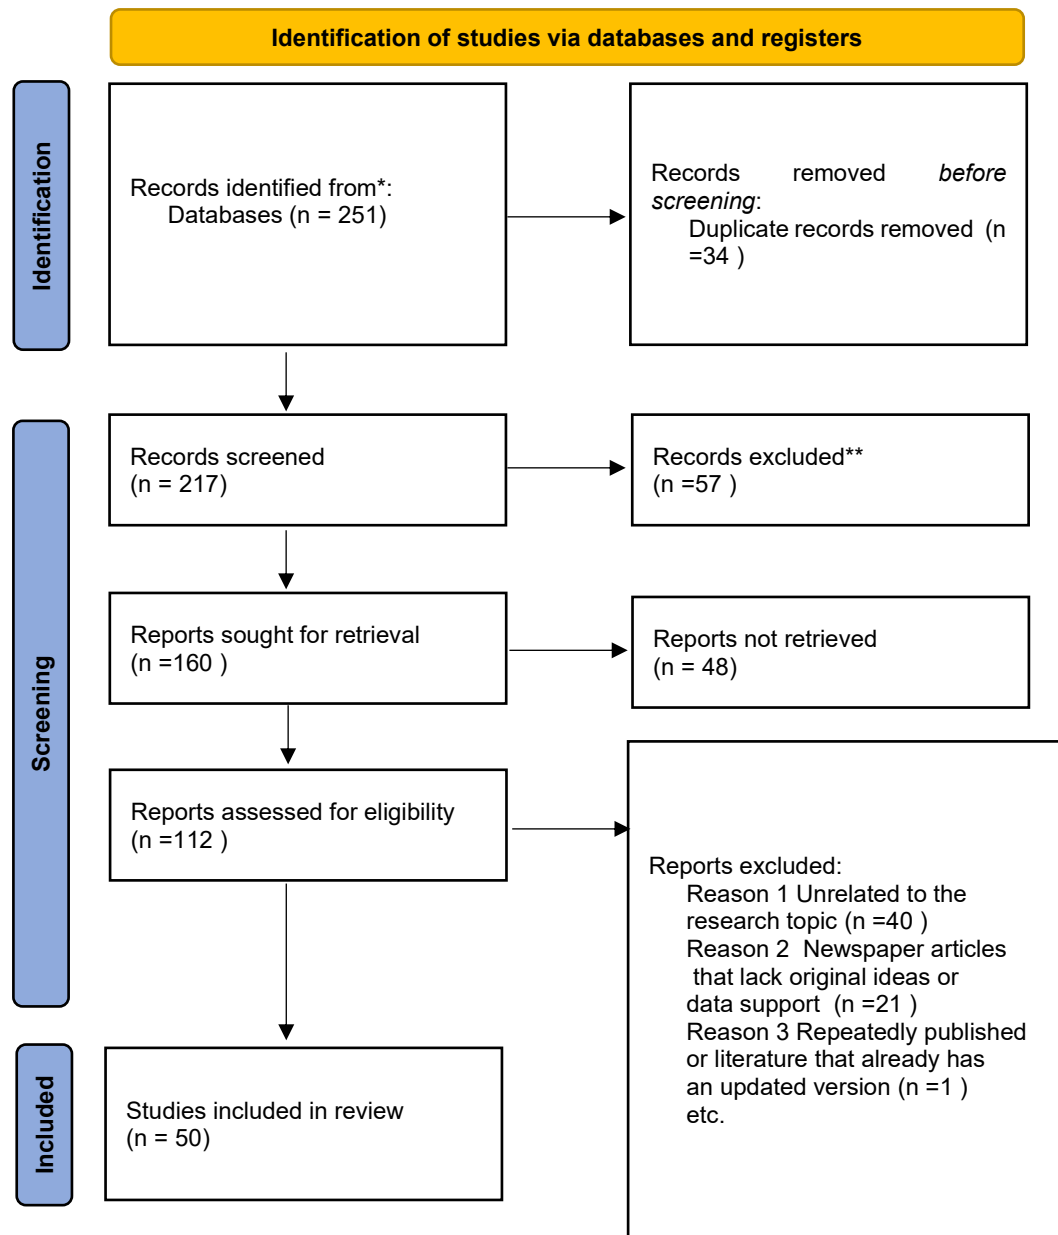 Identification of studies via databases and registers
Identification
Records identified from*:
Databases (n = 251)
Records removed before
screening:
Duplicate records removed (n
=34 )
Screening
Records screened
(n = 217)
Records excluded**
(n =57 )
Reports sought for retrieval
(n =160 )
Reports not retrieved
(n = 48)
Reports assessed for eligibility
(n =112 )
Reports excluded:
Reason 1 Unrelated to the
research topic (n =40 )
Reason 2 Newspaper articles
that lack original ideas or
data support (n =21 )
Reason 3 Repeatedly published
or literature that already has
an updated version (n =1 )
etc.
Included
Studies included in review
(n = 50)